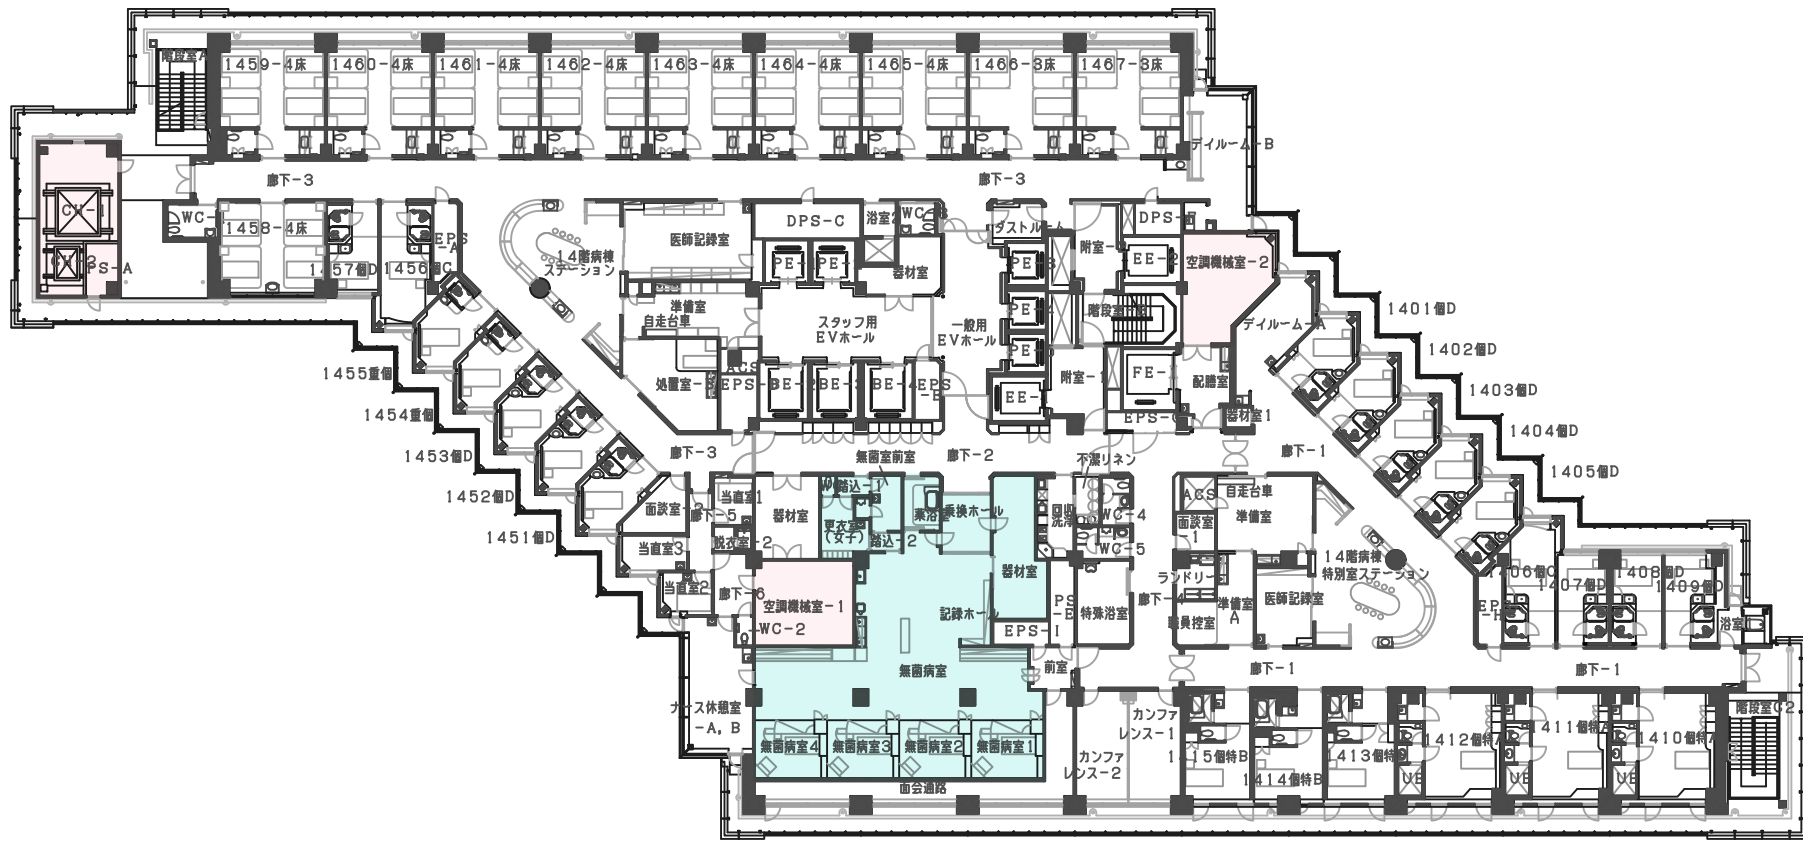 階段室A
1459-4床
1460-4床
1461-4床
1462-4床
1463-4床
1464-4床
1465-4床
1466-3床
1467-3床
デイルーム-B
廊下-3
廊下-3
1458-4床
1457個D
1456個C
14階病棟
ステーション
医師記録室
DPS-C
浴室2
器材室
準備室
自走台車
スタッフ用
EVホール
一般用
EVホール
空調機械室-2
デイルーム-A
処置室-B
附室-1
配膳室
器材室1
FE-1
1401個D
1402個D
1403個D
1404個D
1405個D
1455重個
1454重個
1453個D
1452個D
1451個D
廊下-3
無菌室前室
廊下-2
不潔リネン
廊下-1
面談室
当直室1
廊下-5
脱衣室-2
当直室3
当直室2
廊下-6
器材室
更衣室
(女子)
踏込-1
踏込-2
薬浴室
乗換ホール
器材室
記録ホール
空調機械室-1
WC-2
EPS-I
WC-4
WC-5
特殊浴室
廊下-4
ACS
面談室
-1
自走台車
準備室
ランドリー
準備室
A
職員控室
医師記録室
14階病棟
特別室ステーション
1406個C
1407個D
1408個D
1409個D
浴室
無菌病室
前室
廊下-1
廊下-1
ナース休憩室
-A,B
カンファ
レンス-1
カンファ
レンス-2
無菌病室4
無菌病室3
無菌病室2
無菌病室1
面会通路
1415個特B
1414個特B
1413個特B
1412個特A
1411個特A
1410個特A
UB
UB
UB
階段室C2